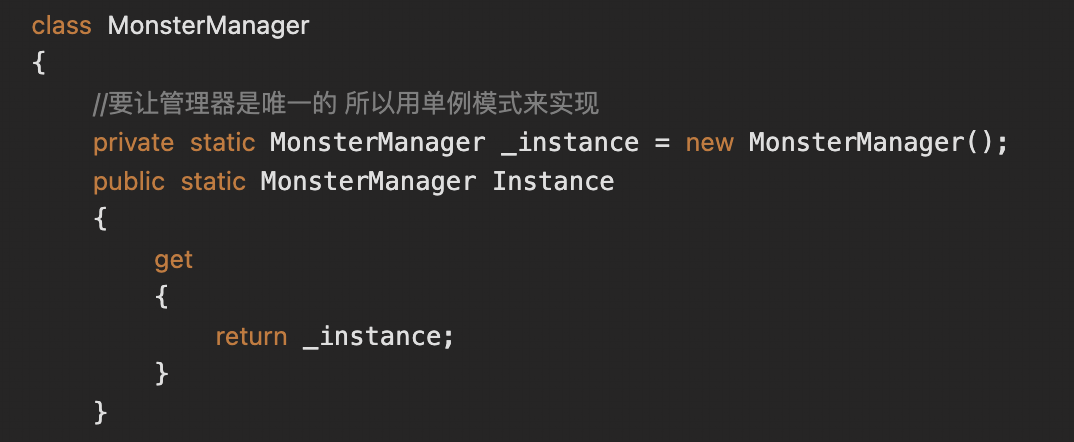 class MonsterManager
{
//要让管理器是唯一的 所以用单例模式来实现
private static MonsterManager _instance = new MonsterManager();
public static MonsterManager Instance
{
get
{
return _instance;
}
}